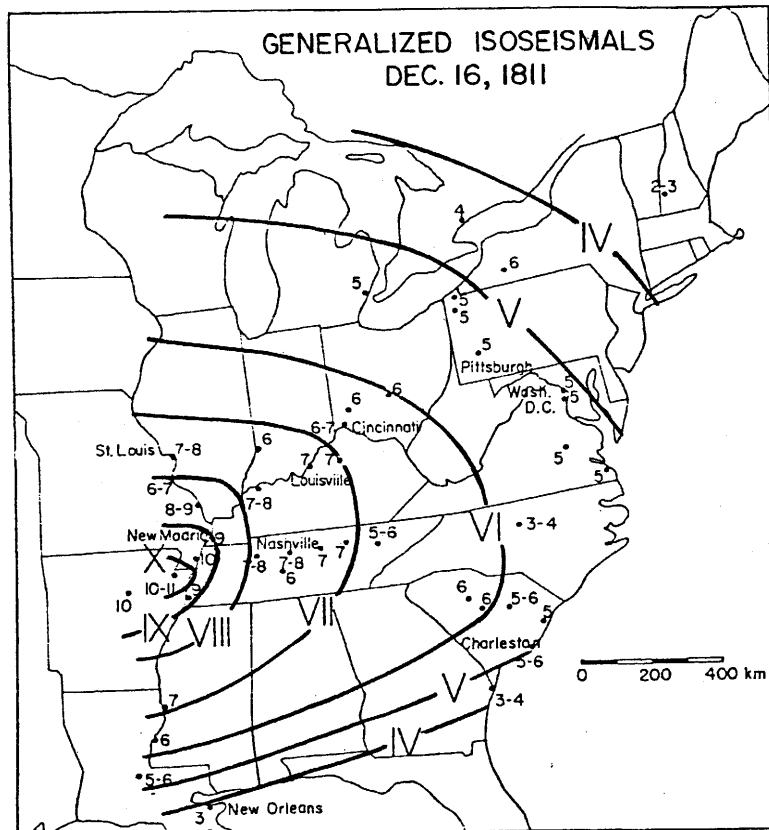 GENERALIZED ISOSEISMALS
DEC. 16, 1811
2-3
4
IV
6
5
5
5
V
5
Pittsburgh
5
Wash.
D.C.
5
6
6
6-7
Cincinnati
St. Louis
7-8
6
7
7
Louisville
5
5
6-7
8-9
7-8
VI
3-4
New Madrid
9
Nashville
7
7
5-6
X
10
7-8
7-8
6
10-11
10
9
6
6
5-6
5
IX
VIII
VII
Charleston
5-6
0 200 400 km
V
3-4
7
IV
6
5-6
3
New Orleans